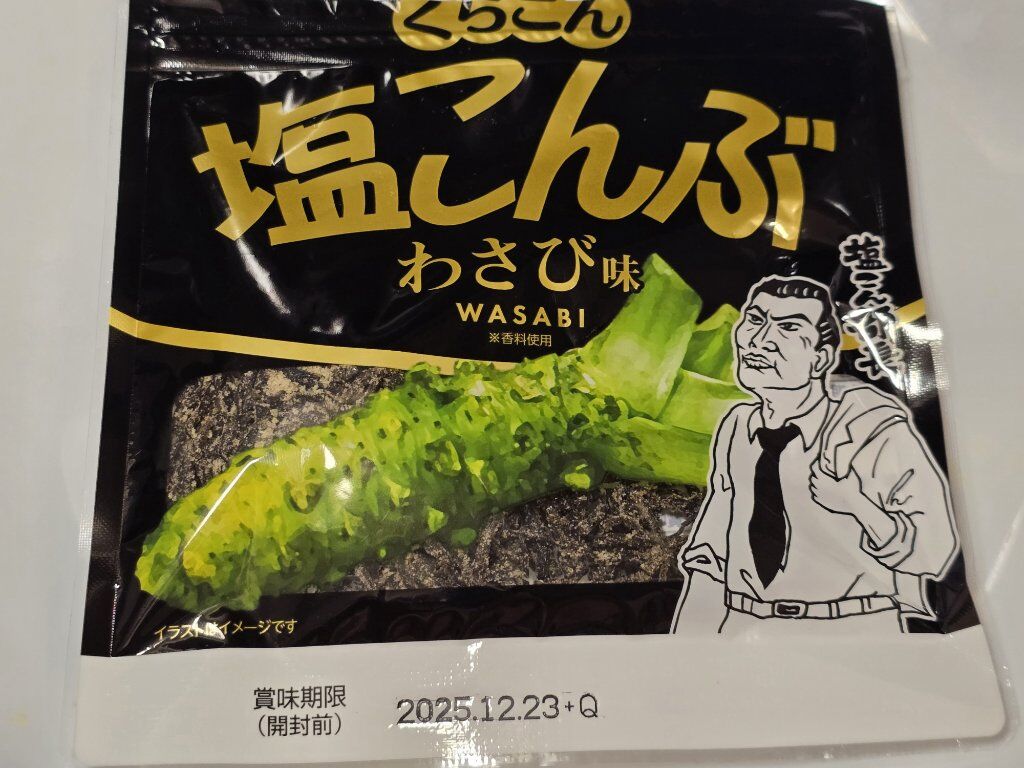 くらこん
塩こんぶ
わさび味
WASABI
※香料使用
塩こんぶ長
イラストはイメージです
賞味期限
(開封前)
2025.12.23+Q